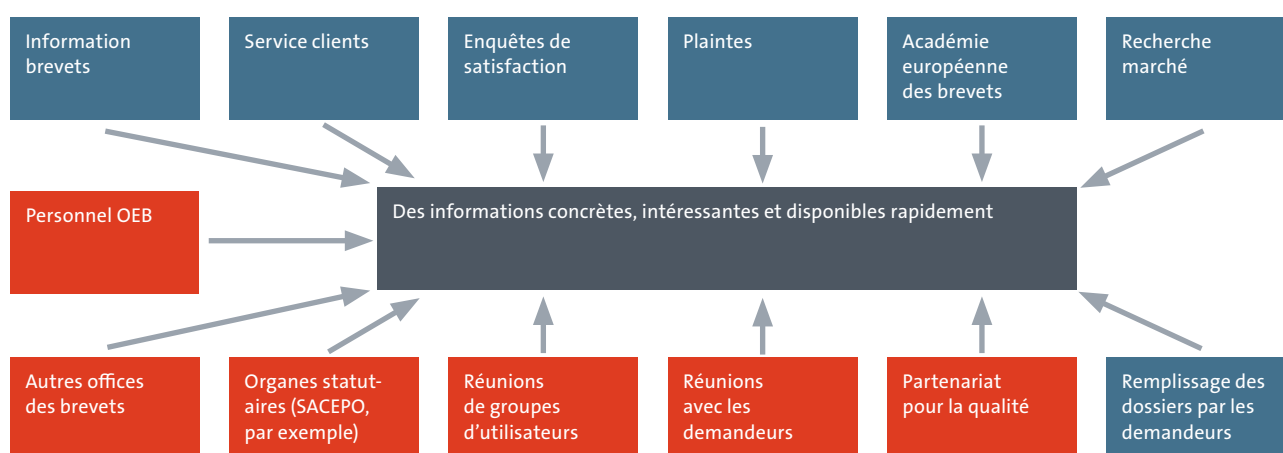 Information
brevets
Service clients
Enquêtes de
satisfaction
Plaintes
Académie
européenne
des brevets
Recherche
marché
Personnel OEB
Des informations concrètes, intéressantes et disponibles rapidement
Autres offices
des brevets
Organes statut-
aires (SACEPO,
par exemple)
Réunions
de groupes
d’utilisateurs
Réunions
avec les
demandeurs
Partenariat
pour la qualité
Remplissage des
dossiers par les
demandeurs